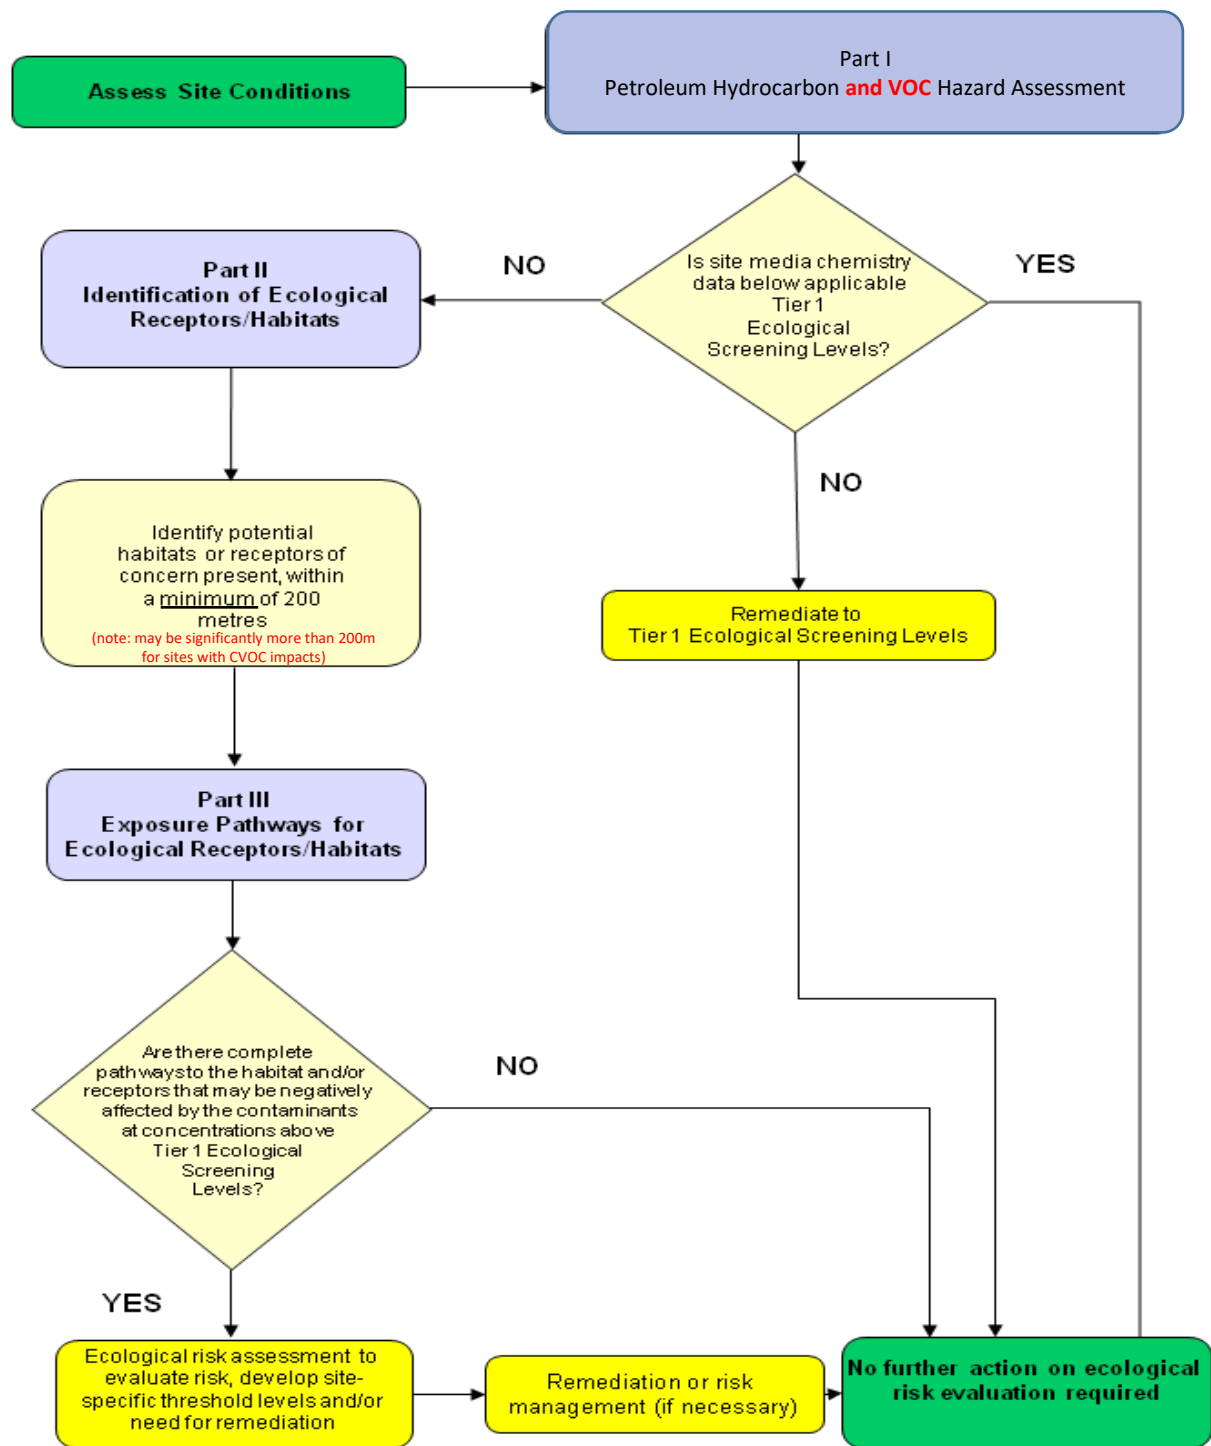 Assess Site Conditions
Part I
Petroleum Hydrocarbon and VOC Hazard Assessment
Is site media chemistry
data below applicable
Tier 1
Ecological
Screening Levels?
NO
YES
Part II
Identification of Ecological
Receptors/Habitats
NO
Identify potential
habitats or receptors of
concern present, within
a minimum of 200
metres
(note: may be significantly more than 200m
for sites with CVOC impacts)
Remediate to
Tier 1 Ecological Screening Levels
Part III
Exposure Pathways for
Ecological Receptors/Habitats
Are there complete
pathways to the habitat and/or
receptors that may be negatively
affected by the contaminants
at concentrations above
Tier 1 Ecological
Screening
Levels?
NO
YES
Ecological risk assessment to
evaluate risk, develop site-
specific threshold levels and/or
need for remediation
Remediation or risk
management (if necessary)
No further action on ecological
risk evaluation required